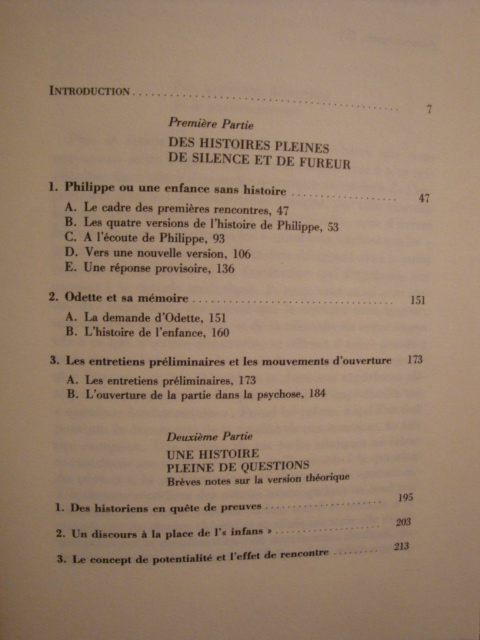 INTRODUCTION ........................................ 7
Première Partie
DES HISTOIRES PLEINES
DE SILENCE ET DE FUREUR
1. Philippe ou une enfance sans histoire ................ 47
A. Le cadre des premières rencontres, 47
B. Les quatre versions de l'histoire de Philippe, 53
C. A l'écoute de Philippe, 93
D. Vers une nouvelle version, 106
E. Une réponse provisoire, 136
2. Odette et sa mémoire ................................ 151
A. La demande d'Odette, 151
B. L'histoire de l'enfance, 160
3. Les entretiens préliminaires et les mouvements d'ouverture 173
A. Les entretiens préliminaires, 173
B. L'ouverture de la partie dans la psychose, 184
Deuxième Partie
UNE HISTOIRE
PLEINE DE QUESTIONS
Brèves notes sur la version théorique
1. Des historiens en quête de preuves .................. 195
2. Un discours à la place de l'« infans » ................ 203
3. Le concept de potentialité et l'effet de rencontre ........ 213